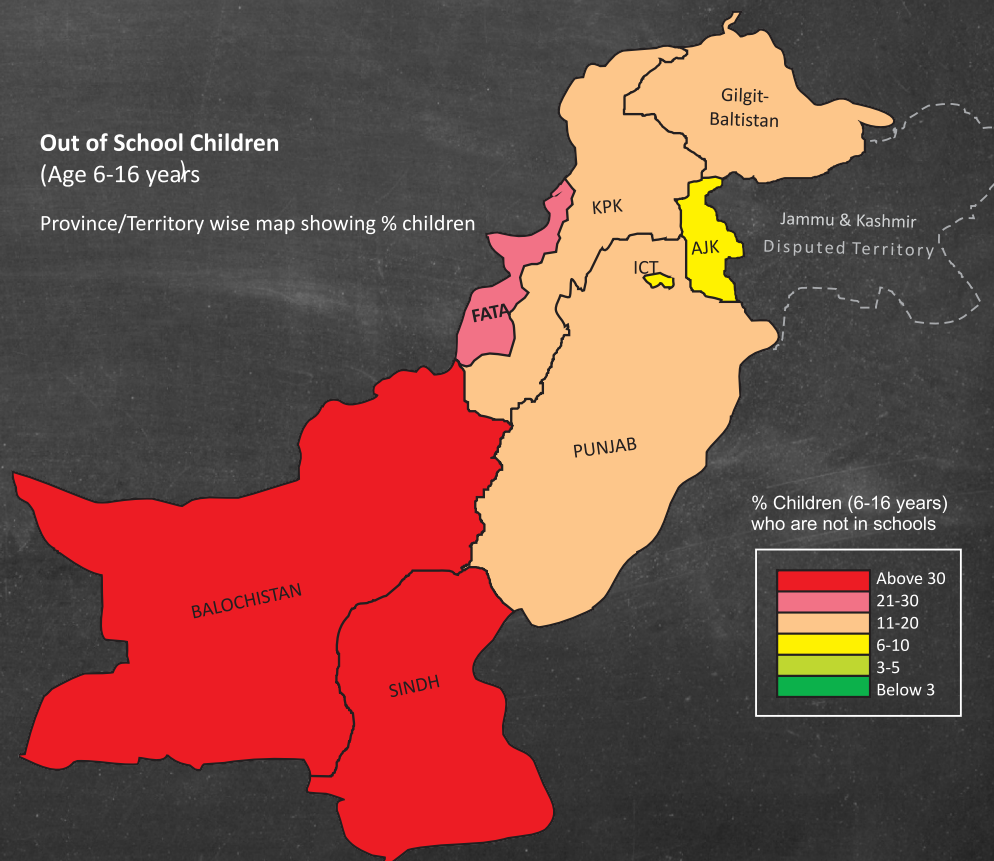 Out of School Children
(Age 6-16 years)
Province/Territory wise map showing % children
Gilgit-
Baltistan
KPK
AJK
ICT
Jammu & Kashmir
Disputed Territory
FATA
PUNJAB
BALOCHISTAN
SINDH
% Children (6-16 years)
who are not in schools
Above 30
21-30
11-20
6-10
3-5
Below 3